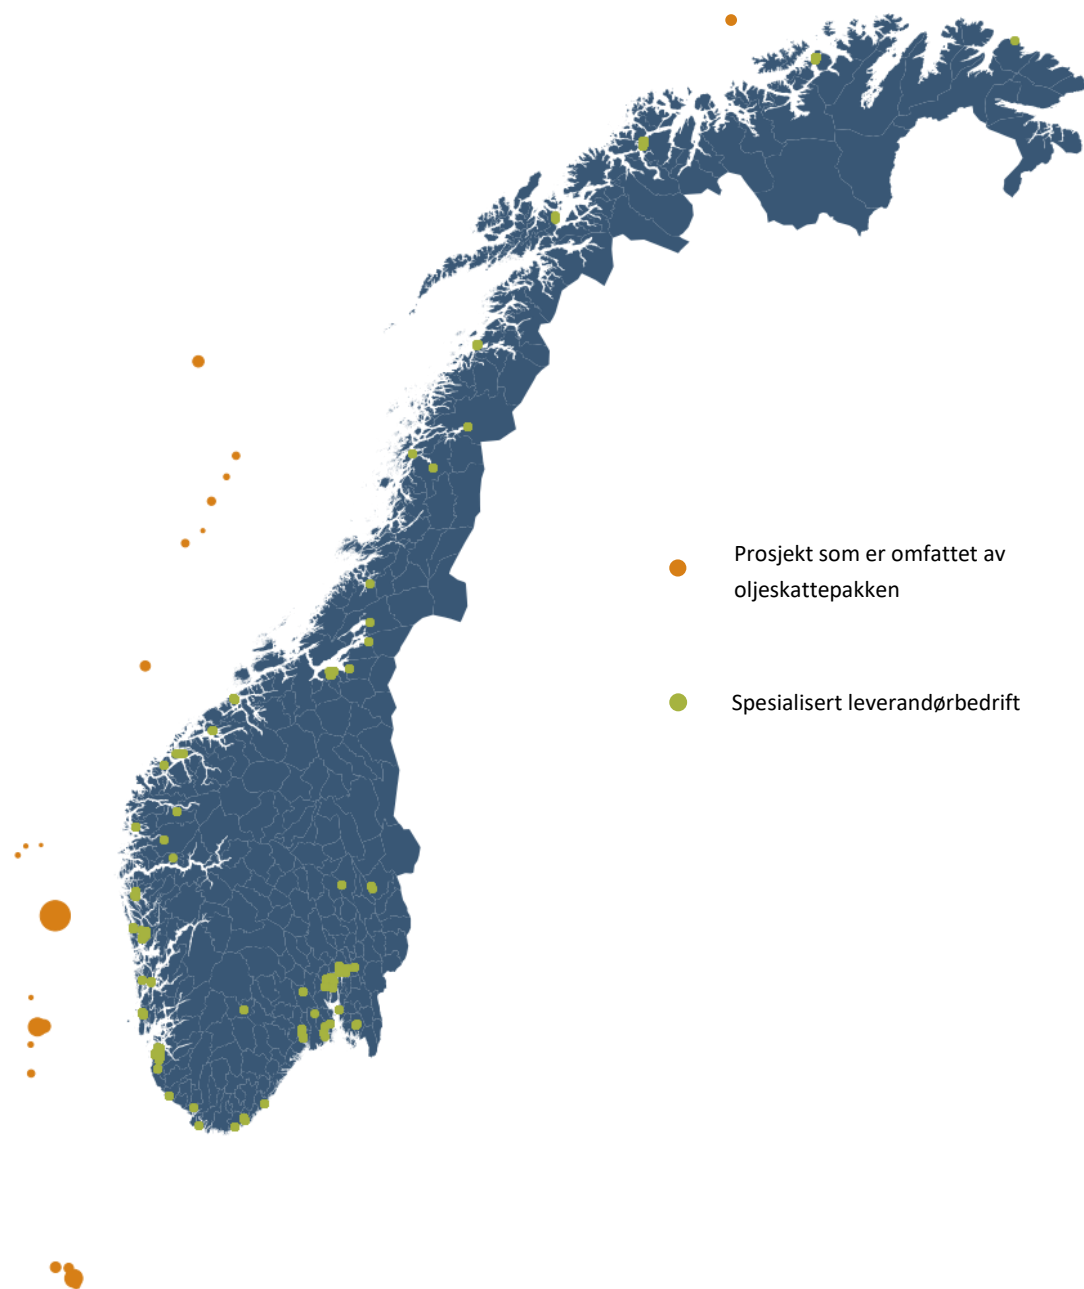 Prosjekt som er omfattet av
oljeskattepakken
Spesialisert leverandørbedrift